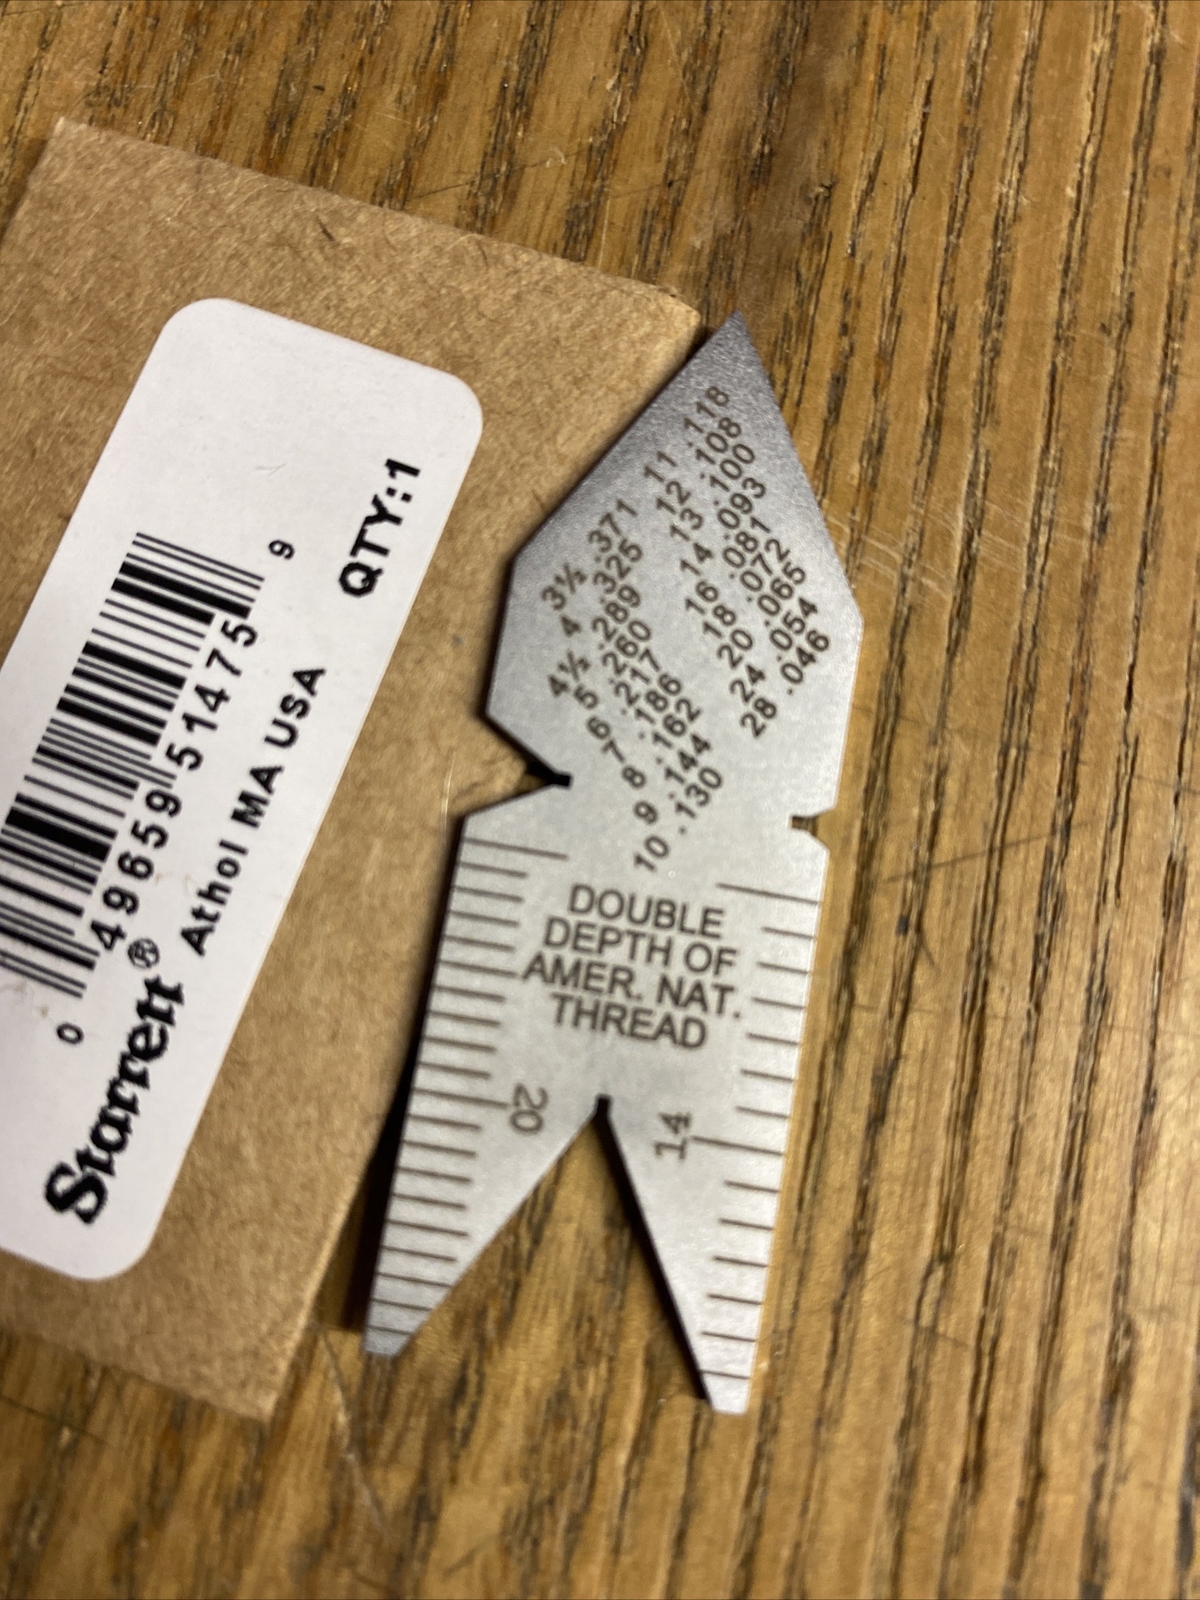 QTY:1
0 49659 51475 9
Athol MA USA
Starrett®
3½ .371
4 .325
4½ .289
5 .260
6 .217
7 .186
8 .162
9 .144
10 .130
11 .118
12 .108
13 .100
14 .093
16 .081
18 .072
20 .065
24 .054
28 .046
DOUBLE
DEPTH OF
AMER. NAT.
THREAD
20
14